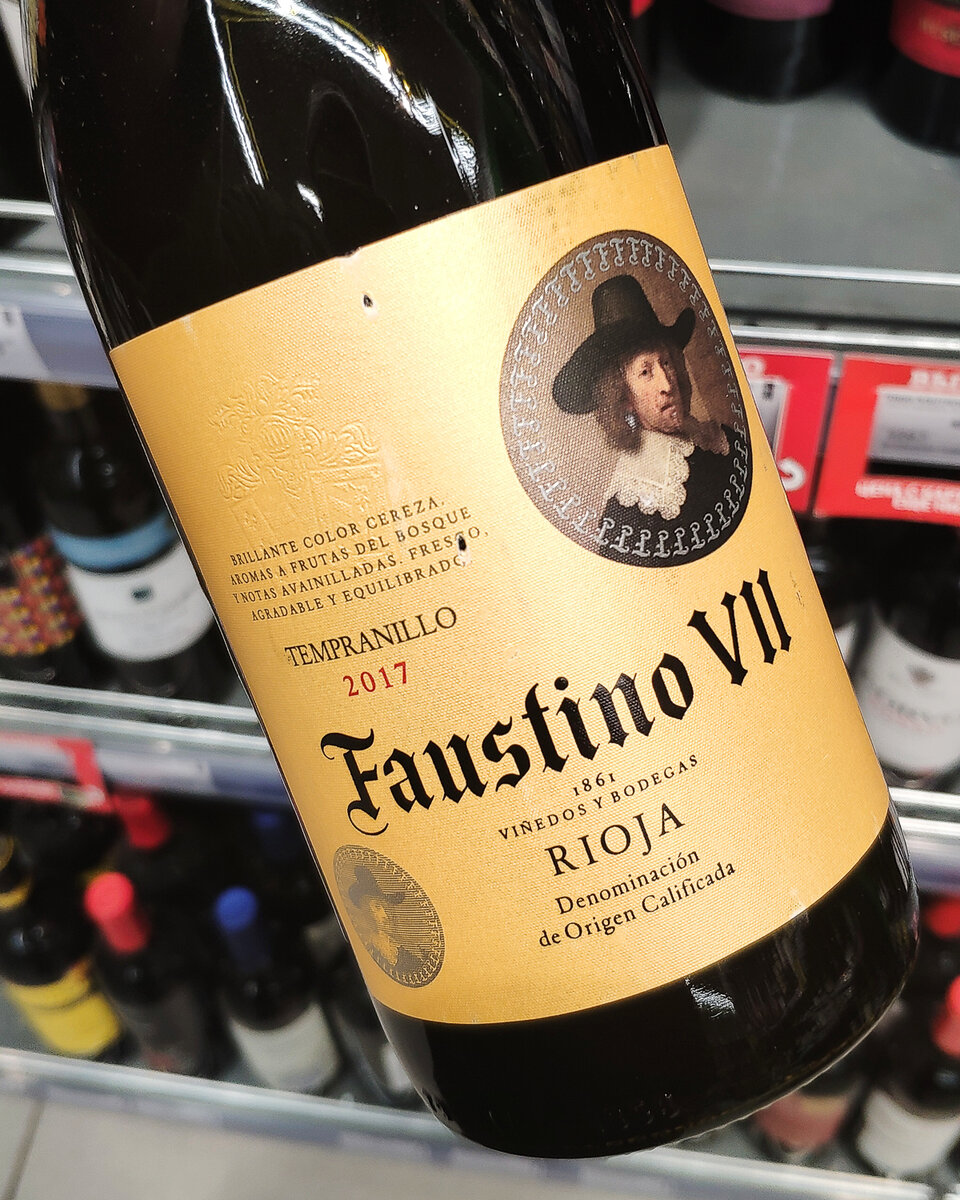 BRILLANTE COLOR CEREZA.
AROMAS A FRUTAS DEL BOSQUE
Y NOTAS AVAINILLADAS. FRESCO,
AGRADABLE Y EQUILIBRADO
TEMPRANILLO
2017
Faustino VII
1861
VIÑEDOS Y BODEGAS
RIOJA
Denominación
de Origen Calificada